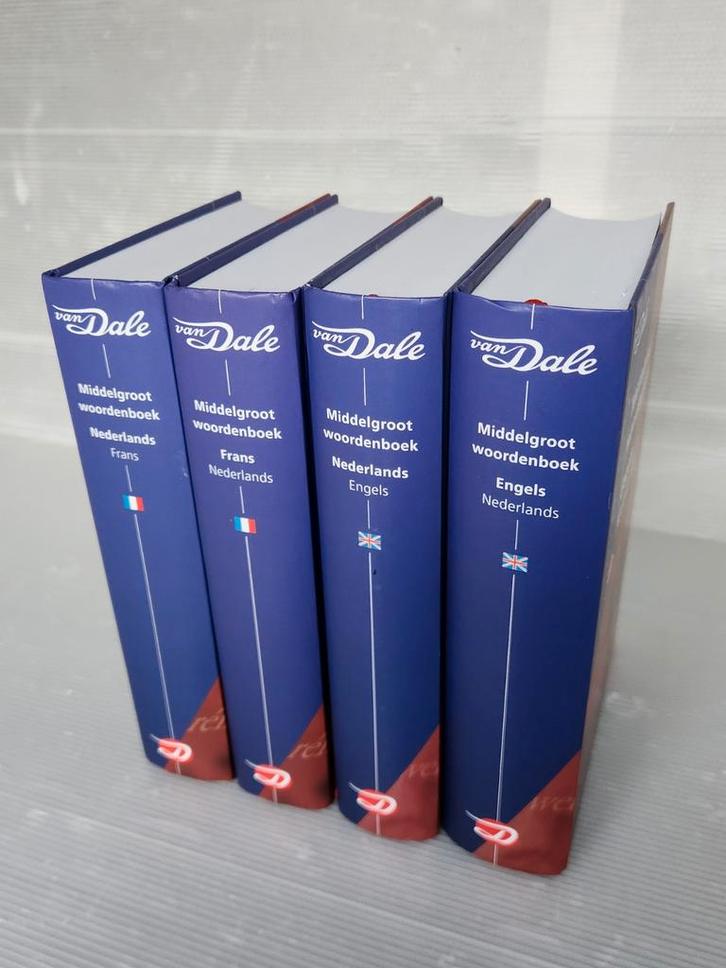 van Dale
Middelgroot
woordenboek
Nederlands
Frans
van Dale
Middelgroot
woordenboek
Frans
Nederlands
van Dale
Middelgroot
woordenboek
Nederlands
Engels
van Dale
Middelgroot
woordenboek
Engels
Nederlands